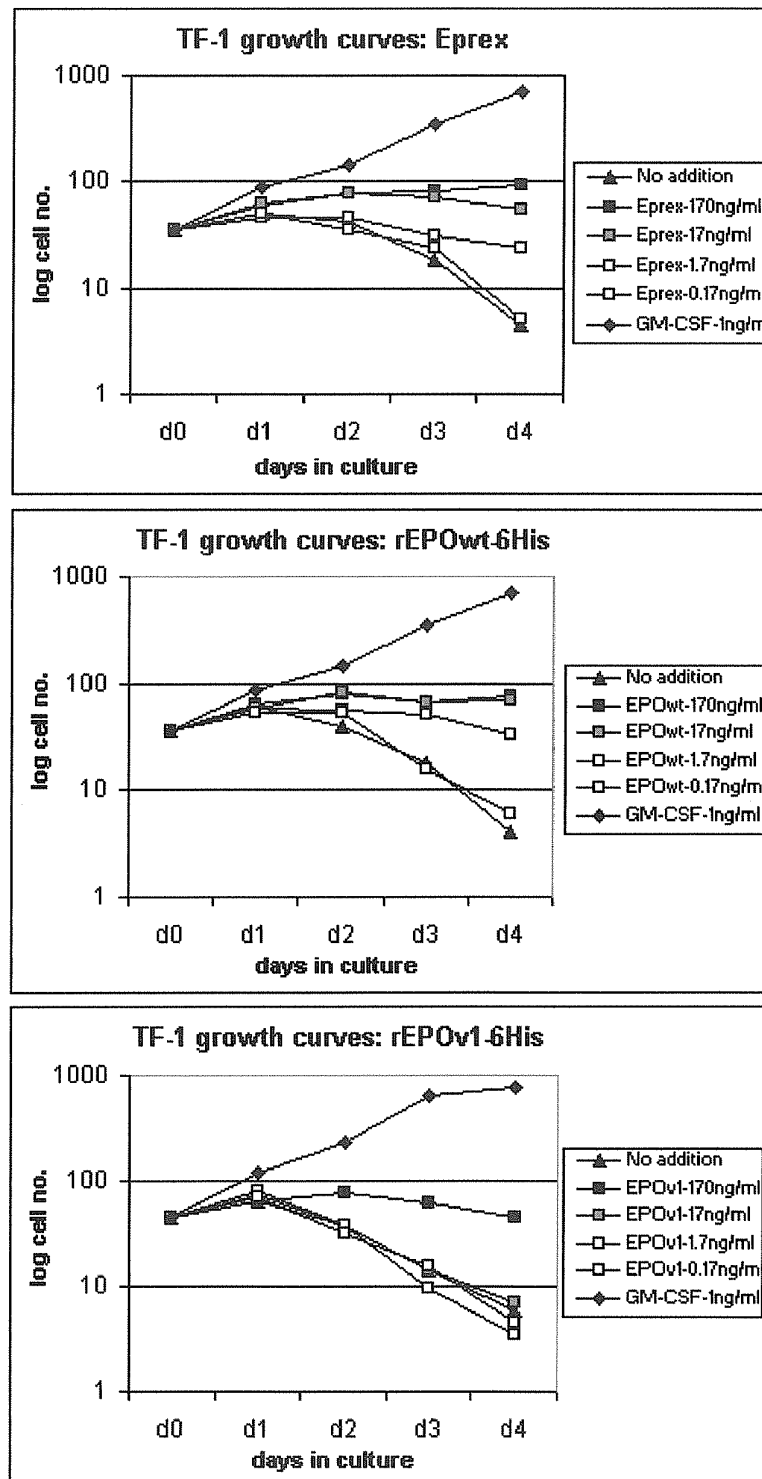 TF-1 growth curves: Eprex
1000
100
10
1
log cell no.
d0 d1 d2 d3 d4
days in culture
No addition
Eprex-170ng/ml
Eprex-17ng/ml
Eprex-1.7ng/ml
Eprex-0.17ng/m
GM-CSF-1ng/m
TF-1 growth curves: rEPOwt-6His
1000
100
10
1
log cell no.
d0 d1 d2 d3 d4
days in culture
No addition
EPOwt-170ng/ml
EPOwt-17ng/ml
EPOwt-1.7ng/ml
EPOwt-0.17ng/m
GM-CSF-1ng/ml
TF-1 growth curves: rEPOv1-6His
1000
100
10
1
log cell no.
d0 d1 d2 d3 d4
days in culture
No addition
EPOv1-170ng/ml
EPOv1-17ng/ml
EPOv1-1.7ng/ml
EPOv1-0.17ng/m
GM-CSF-1ng/ml